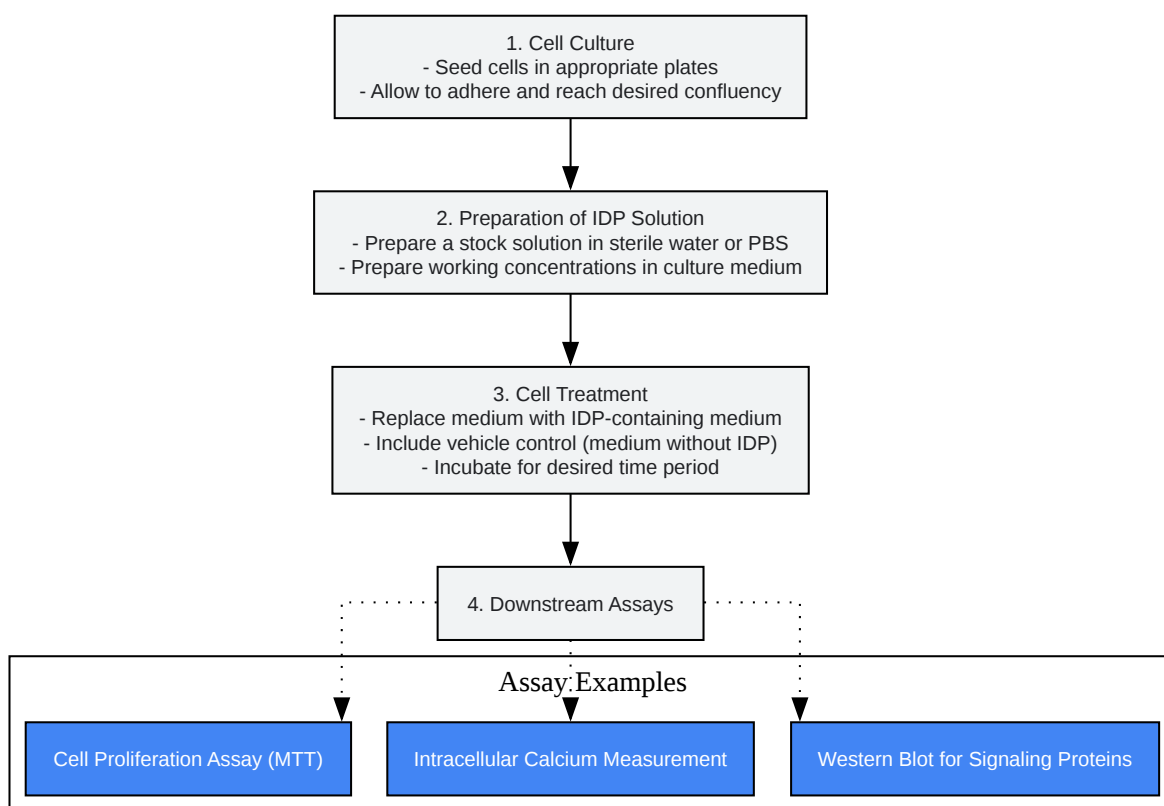 1. Cell Culture
- Seed cells in appropriate plates
- Allow to adhere and reach desired confluency
2. Preparation of IDP Solution
- Prepare a stock solution in sterile water or PBS
- Prepare working concentrations in culture medium
3. Cell Treatment
- Replace medium with IDP-containing medium
- Include vehicle control (medium without IDP)
- Incubate for desired time period
4. Downstream Assays
Assay Examples
Cell Proliferation Assay (MTT)
Intracellular Calcium Measurement
Western Blot for Signaling Proteins